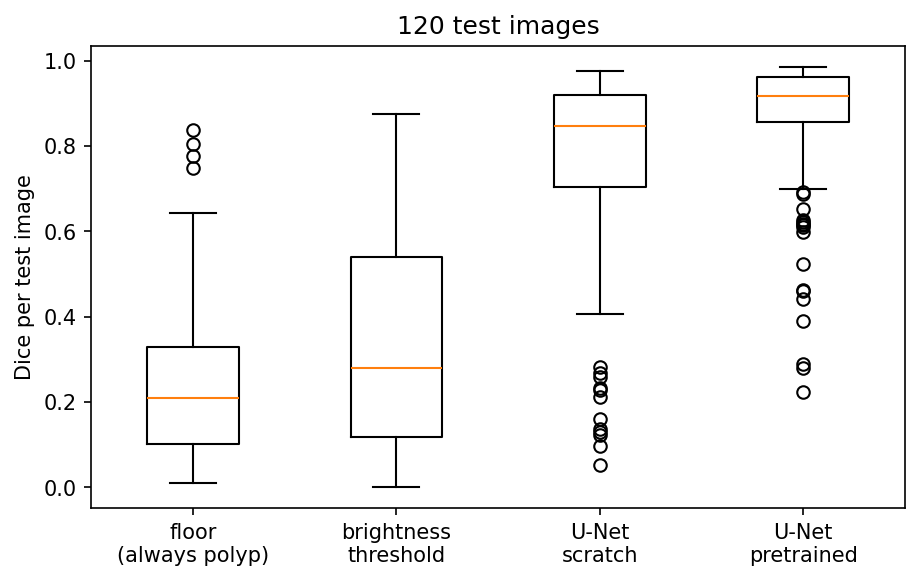 120 test images
Dice per test image
1.0
0.8
0.6
0.4
0.2
0.0
floor
(always polyp)
brightness
threshold
U-Net
scratch
U-Net
pretrained